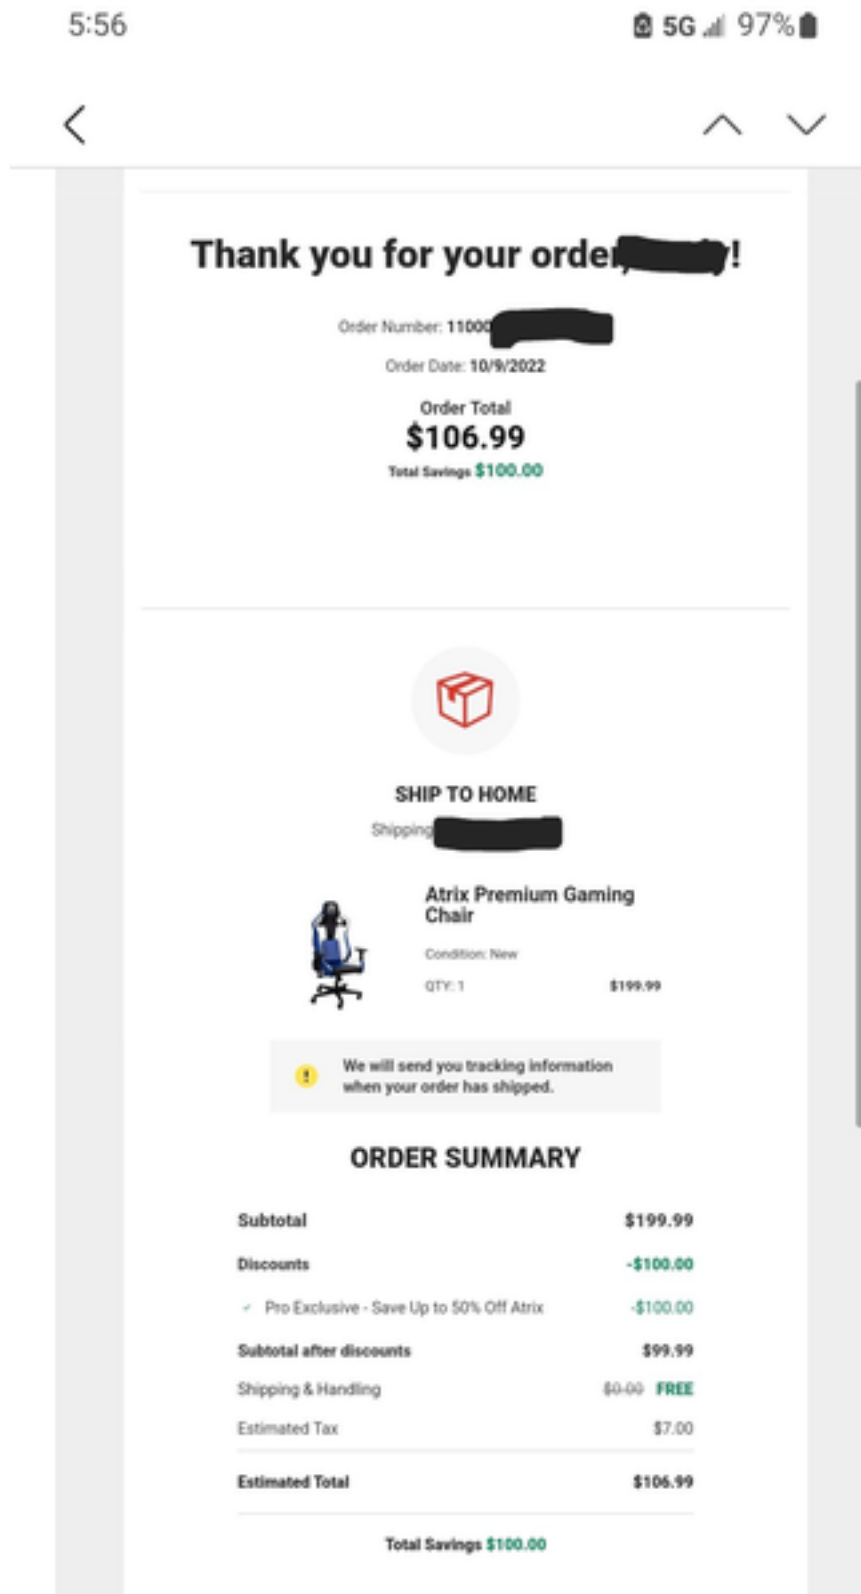 5:56
5G 97%
Thank you for your order !
Order Number: 11000
Order Date: 10/9/2022
Order Total
$106.99
Total Savings $100.00
SHIP TO HOME
Shipping
Atrix Premium Gaming
Chair
Condition: New
QTY: 1 $199.99
!
We will send you tracking information
when your order has shipped.
ORDER SUMMARY
Subtotal $199.99
Discounts -$100.00
Pro Exclusive - Save Up to 50% Off Atrix -$100.00
Subtotal after discounts $99.99
Shipping & Handling $0.00 FREE
Estimated Tax $7.00
Estimated Total $106.99
Total Savings $100.00